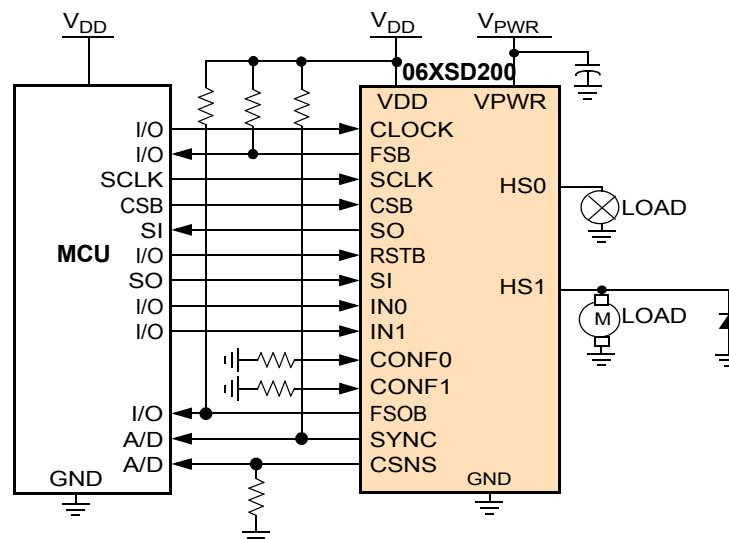 VDD VDD VPWR
06XSD200
VDD VPWR
I/O CLOCK
I/O FSB
SCLK SCLK
HS0
CSB CSB
LOAD
SI SO
MCU
I/O RSTB
SO SI
HS1
I/O IN0
M LOAD
I/O IN1
CONF0
CONF1
I/O FSOB
A/D SYNC
A/D CSNS
GND GND